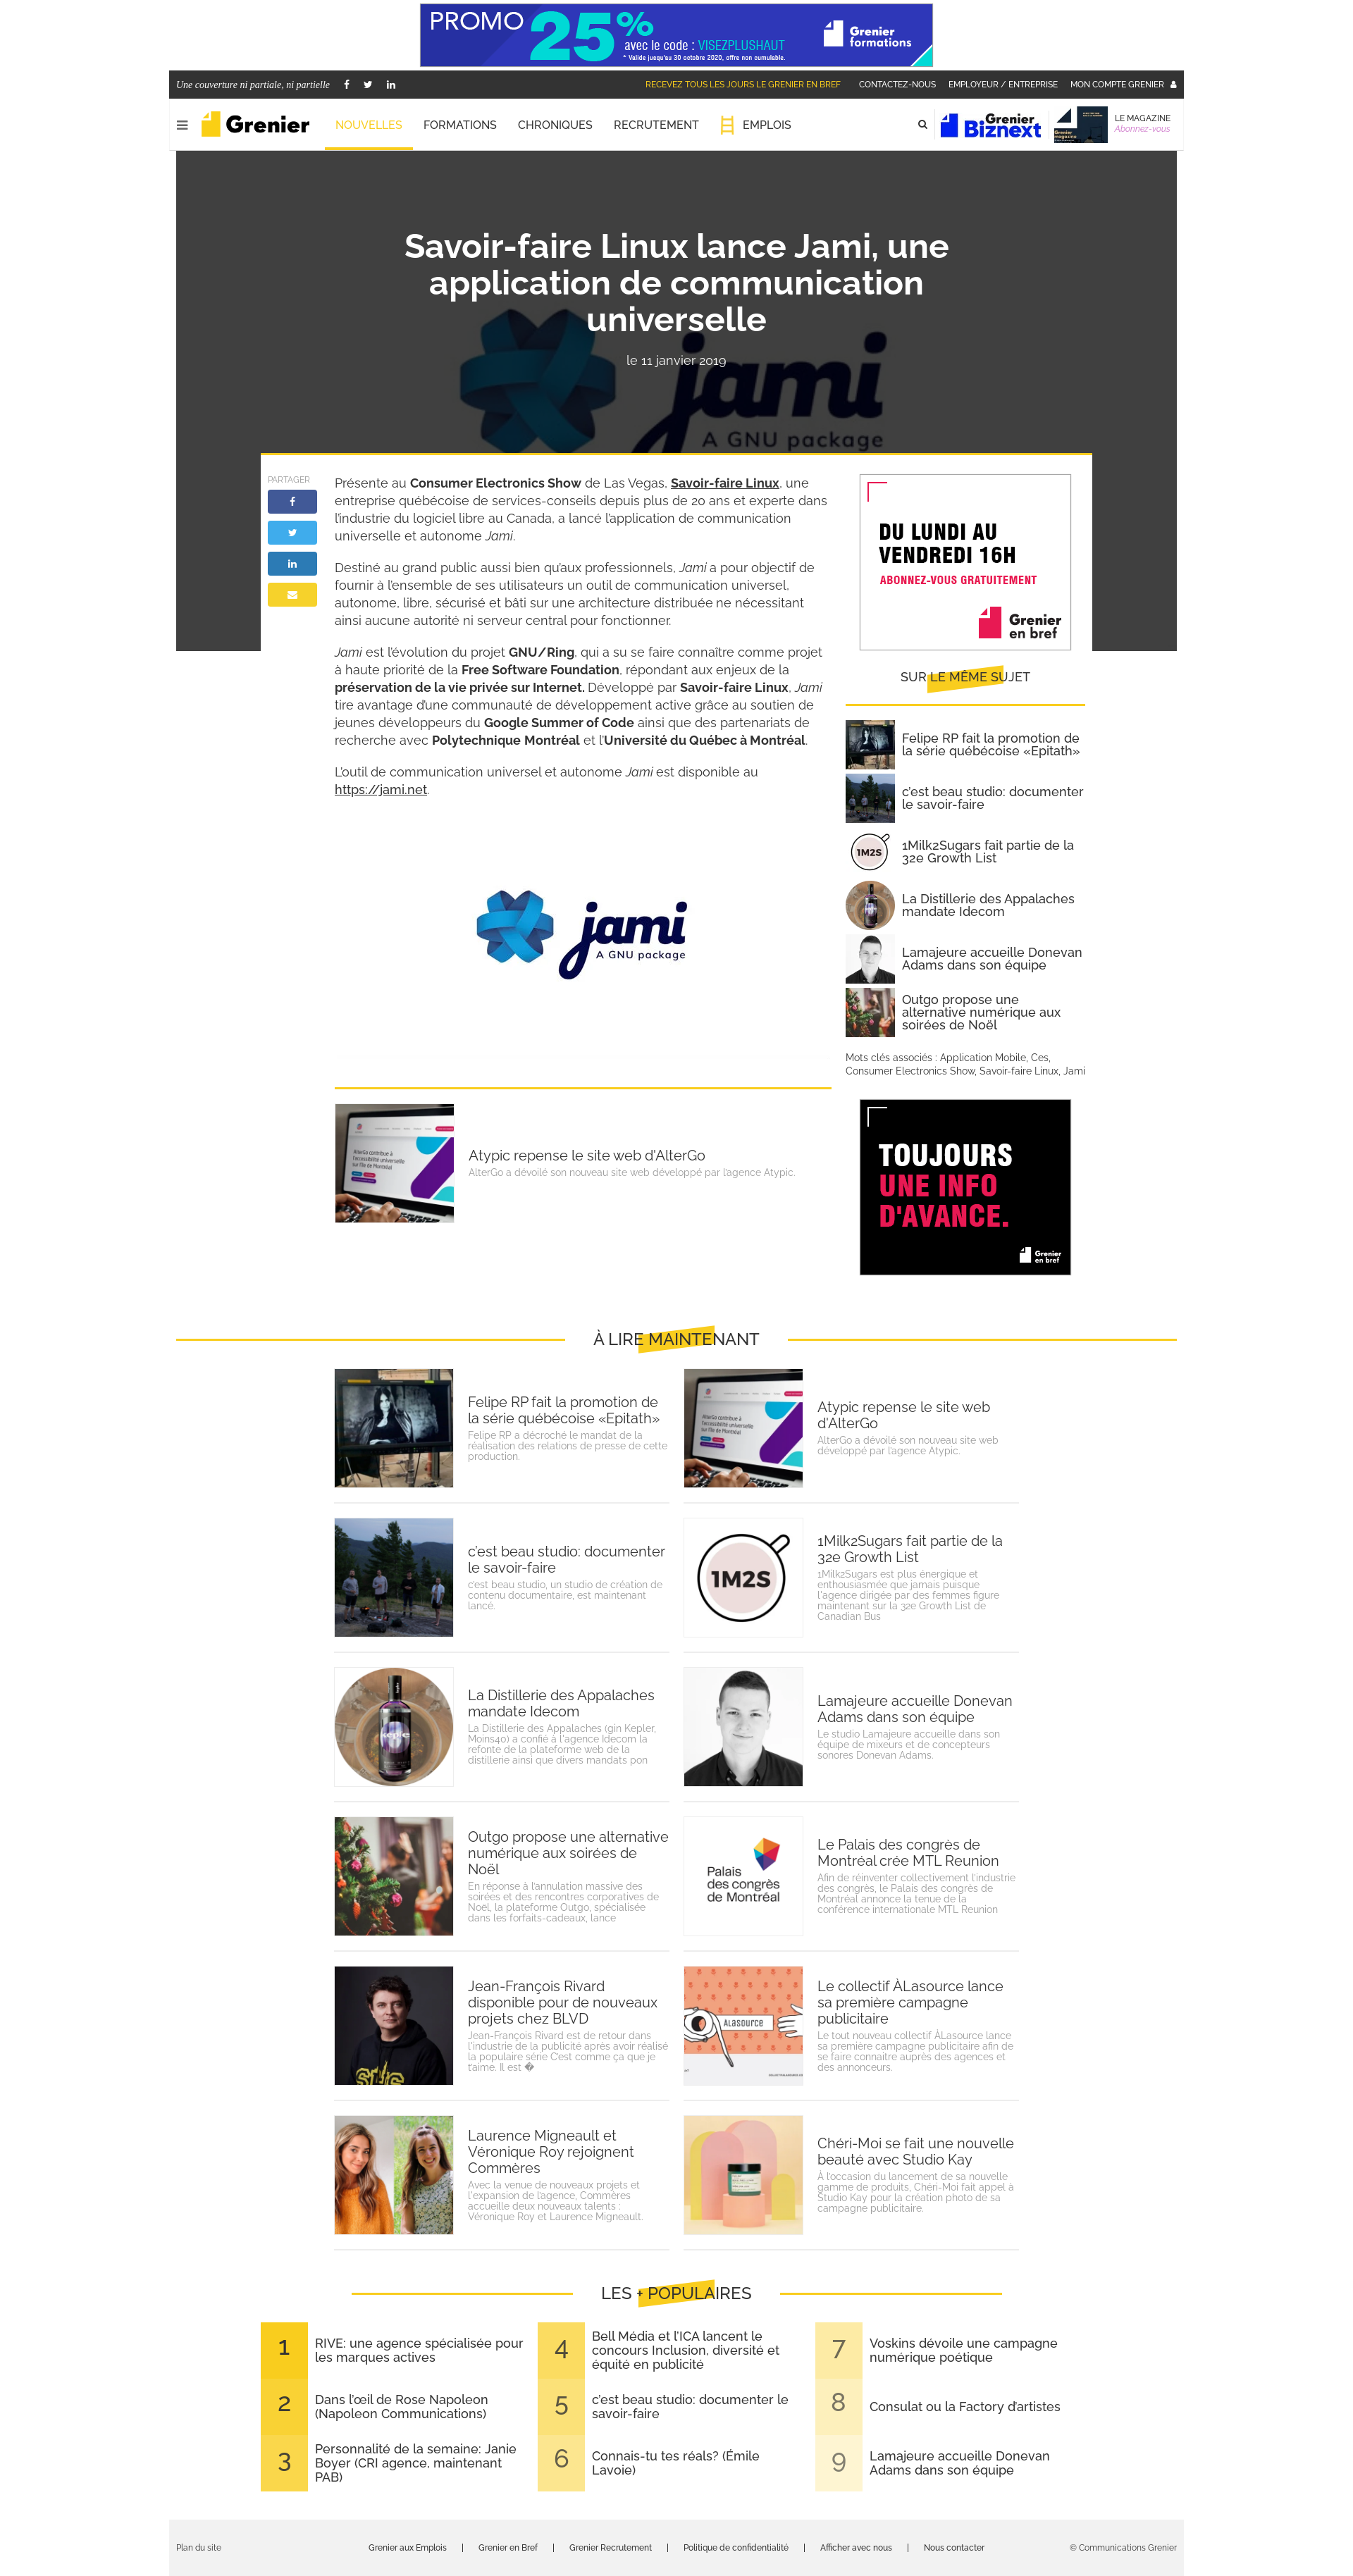 PROMO 25%
avec le code : VISEZPLUSHAUT
* Valide jusqu'au 30 octobre 2020, offre non cumulable.
Grenier
formations
Une couverture ni partiale, ni partielle
RECEVEZ TOUS LES JOURS LE GRENIER EN BREF
CONTACTEZ-NOUS
EMPLOYEUR / ENTREPRISE
MON COMPTE GRENIER
Grenier
NOUVELLES
FORMATIONS
CHRONIQUES
RECRUTEMENT
EMPLOIS
Grenier
Biznext
LE MAGAZINE
Abonnez-vous
Savoir-faire Linux lance Jami, une
application de communication
universelle
le 11 janvier 2019
jami
A GNU package
PARTAGER
Présente au Consumer Electronics Show de Las Vegas, Savoir-faire Linux, une
entreprise québécoise de services-conseils depuis plus de 20 ans et experte dans
l'industrie du logiciel libre au Canada, a lancé l'application de communication
universelle et autonome Jami.
Destiné au grand public aussi bien qu'aux professionnels, Jami a pour objectif de
fournir à l'ensemble de ses utilisateurs un outil de communication universel,
autonome, libre, sécurisé et bâti sur une architecture distribuée ne nécessitant
ainsi aucune autorité ni serveur central pour fonctionner.
Jami est l'évolution du projet GNU/Ring, qui a su se faire connaître comme projet
à haute priorité de la Free Software Foundation, répondant aux enjeux de la
préservation de la vie privée sur Internet. Développé par Savoir-faire Linux, Jami
tire avantage d'une communauté de développement active grâce au soutien de
jeunes développeurs du Google Summer of Code ainsi que des partenariats de
recherche avec Polytechnique Montréal et l'Université du Québec à Montréal.
L'outil de communication universel et autonome Jami est disponible au
https://jami.net.
jami
A GNU package
Atypic repense le site web d'AlterGo
AlterGo a dévoilé son nouveau site web développé par l'agence Atypic.
DU LUNDI AU
VENDREDI 16H
ABONNEZ-VOUS GRATUITEMENT
Grenier
en bref
SUR LE MÊME SUJET
Felipe RP fait la promotion de
la série québécoise «Epitath»
c'est beau studio: documenter
le savoir-faire
1M2S
1Milk2Sugars fait partie de la
32e Growth List
La Distillerie des Appalaches
mandate Idecom
Lamajeure accueille Donevan
Adams dans son équipe
Outgo propose une
alternative numérique aux
soirées de Noël
Mots clés associés : Application Mobile, Ces,
Consumer Electronics Show, Savoir-faire Linux, Jami
TOUJOURS
UNE INFO
D'AVANCE.
Grenier
en bref
À LIRE MAINTENANT
Felipe RP fait la promotion de
la série québécoise «Epitath»
Felipe RP a décroché le mandat de la
réalisation des relations de presse de cette
production.
Atypic repense le site web
d'AlterGo
AlterGo a dévoilé son nouveau site web
développé par l'agence Atypic.
c'est beau studio: documenter
le savoir-faire
c'est beau studio, un studio de création de
contenu documentaire, est maintenant
lancé.
1M2S
1Milk2Sugars fait partie de la
32e Growth List
1Milk2Sugars est plus énergique et
enthousiasmée que jamais puisque
l'agence dirigée par des femmes figure
maintenant sur la 32e Growth List de
Canadian Bus
La Distillerie des Appalaches
mandate Idecom
La Distillerie des Appalaches (gin Kepler,
Moins40) a confié à l'agence Idecom la
refonte de la plateforme web de la
distillerie ainsi que divers mandats pon
Lamajeure accueille Donevan
Adams dans son équipe
Le studio Lamajeure accueille dans son
équipe de mixeurs et de concepteurs
sonores Donevan Adams.
Outgo propose une alternative
numérique aux soirées de
Noël
En réponse à l'annulation massive des
soirées et des rencontres corporatives de
Noël, la plateforme Outgo, spécialisée
dans les forfaits-cadeaux, lance
Palais
des congrès
de Montréal
Le Palais des congrès de
Montréal crée MTL Reunion
Afin de réinventer collectivement l'industrie
des congrès, le Palais des congrès de
Montréal annonce la tenue de la
conférence internationale MTL Reunion
Jean-François Rivard
disponible pour de nouveaux
projets chez BLVD
Jean-François Rivard est de retour dans
l'industrie de la publicité après avoir réalisé
la populaire série C'est comme ça que je
t'aime. Il est �
ALASOURCE
Le collectif ÀLasource lance
sa première campagne
publicitaire
Le tout nouveau collectif ÀLasource lance
sa première campagne publicitaire afin de
se faire connaitre auprès des agences et
des annonceurs.
Laurence Migneault et
Véronique Roy rejoignent
Commères
Avec la venue de nouveaux projets et
l'expansion de l'agence, Commères
accueille deux nouveaux talents :
Véronique Roy et Laurence Migneault.
Chéri-Moi se fait une nouvelle
beauté avec Studio Kay
À l'occasion du lancement de sa nouvelle
gamme de produits, Chéri-Moi fait appel à
Studio Kay pour la création photo de sa
campagne publicitaire.
LES + POPULAIRES
1
RIVE: une agence spécialisée pour
les marques actives
2
Dans l'œil de Rose Napoleon
(Napoleon Communications)
3
Personnalité de la semaine: Janie
Boyer (CRI agence, maintenant
PAB)
4
Bell Média et l'ICA lancent le
concours Inclusion, diversité et
équité en publicité
5
c'est beau studio: documenter le
savoir-faire
6
Connais-tu tes réals? (Émile
Lavoie)
7
Voskins dévoile une campagne
numérique poétique
8
Consulat ou la Factory d'artistes
9
Lamajeure accueille Donevan
Adams dans son équipe
Plan du site
Grenier aux Emplois | Grenier en Bref | Grenier Recrutement | Politique de confidentialité | Afficher avec nous | Nous contacter
© Communications Grenier